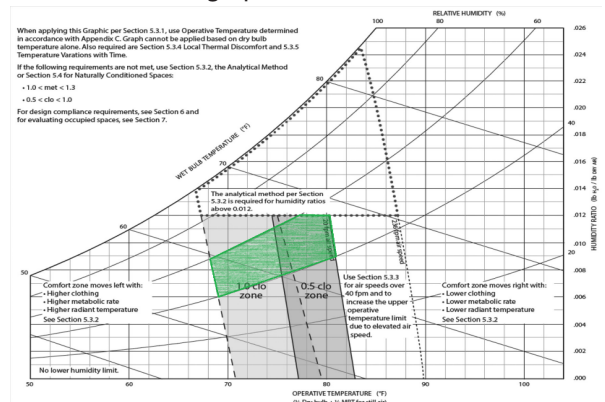 When applying this Graphic per Section 5.3.1, use Operative Temperature determined
in accordance with Appendix C. Graph cannot be applied based on dry bulb
temperature alone. Also required are Section 5.3.4 Local Thermal Discomfort and 5.3.5
Temperature Varations with Time.
If the following requirements are not met, use Section 5.3.2, the Analytical Method
or Section 5.4 for Naturally Conditioned Spaces:
• 1.0 < met < 1.3
• 0.5 < clo < 1.0
For design compliance requirements, see Section 6 and
for evaluating occupied spaces, see Section 7.
RELATIVE HUMIDITY (%)
100
80
60
40
20
WET BULB TEMPERATURE (°F)
50
60
70
80
The analytical method per Section
5.3.2 is required for humidity ratios
above 0.012.
1.0 clo
zone
0.5 clo
zone
Comfort zone moves left with:
• Higher clothing
• Higher metabolic rate
• Higher radiant temperature
See Section 5.3.2
No lower humidity limit.
Use Section 5.3.3
for air speeds over
40 fpm and to
increase the upper
operative
temperature limit
due to elevated air
speed.
Comfort zone moves right with:
• Lower clothing
• Lower metabolic rate
• Lower radiant temperature
See Section 5.3.2
.026
.024
.022
.020
.018
.016
.014
.012
.010
.008
.006
.004
.002
.000
HUMIDITY RATIO
50
60
70
80
90
100
OPERATIVE TEMPERATURE (°F)